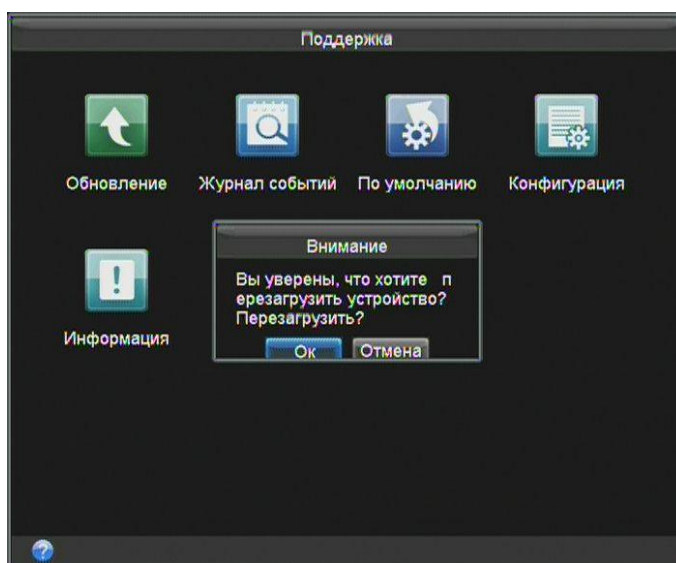 Поддержка
Обновление
Журнал событий
По умолчанию
Конфигурация
Информация
Внимание
Вы уверены, что хотите п
ерезагрузить устройство?
Перезагрузить?
Ок
Отмена